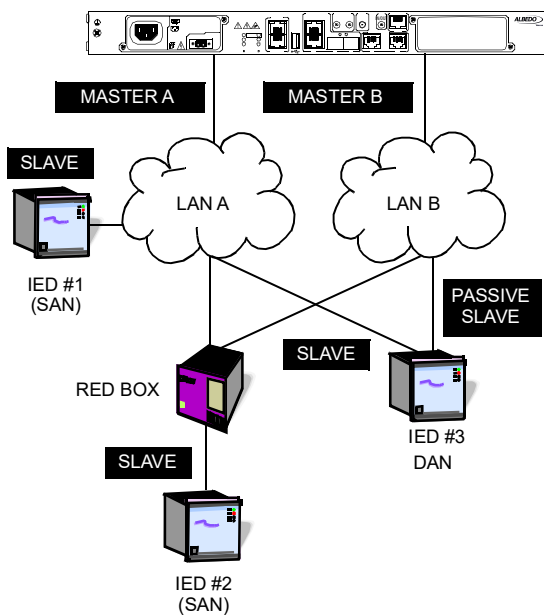 ALBEDO
MASTER A
MASTER B
SLAVE
LAN A
LAN B
IED #1
(SAN)
PASSIVE
SLAVE
SLAVE
RED BOX
IED #3
DAN
SLAVE
IED #2
(SAN)